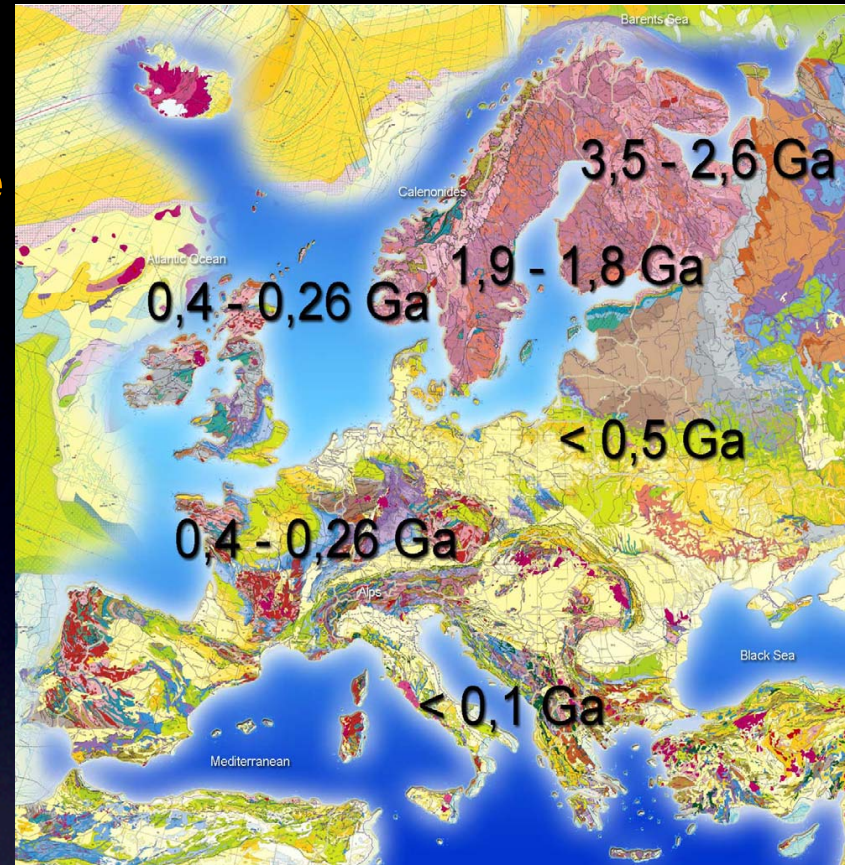 Barents Sea
e
3,5 - 2,6 Ga
Calenonides
Atlantic Ocean
1,9 - 1,8 Ga
0,4 - 0,26 Ga
< 0,5 Ga
0,4 - 0,26 Ga
Alps
Black Sea
< 0,1 Ga
Mediterranean